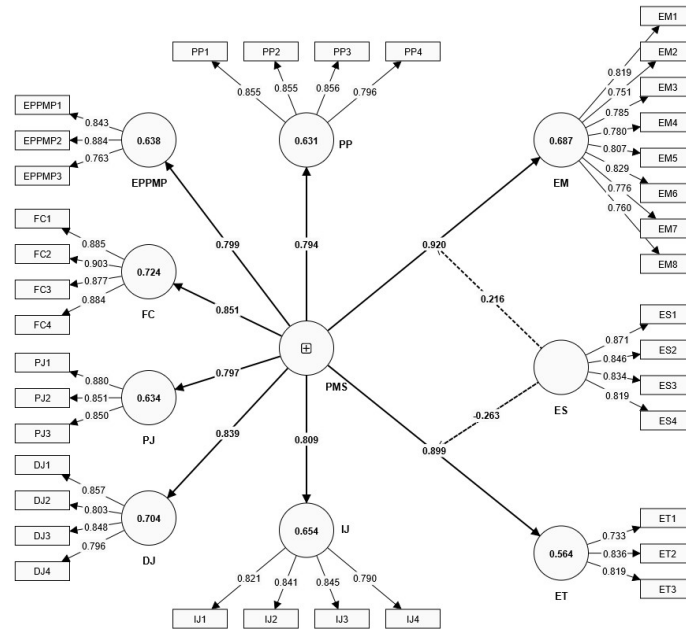 PP1
PP2
PP3
PP4
0.855
0.855
0.856
0.796
0.631
PP
EPPMP1
EPPMP2
EPPMP3
0.843
0.884
0.763
0.638
EPPMP
EM1
EM2
EM3
EM4
EM5
EM6
EM7
EM8
0.819
0.751
0.785
0.780
0.807
0.829
0.776
0.760
0.687
EM
FC1
FC2
FC3
FC4
0.885
0.903
0.877
0.884
0.724
FC
0.799
0.794
0.920
0.851
0.216
PMS
PJ1
PJ2
PJ3
0.880
0.851
0.850
0.634
PJ
0.797
0.839
0.809
0.899
-0.263
ES1
ES2
ES3
ES4
0.871
0.846
0.834
0.819
ES
DJ1
DJ2
DJ3
DJ4
0.857
0.803
0.848
0.796
0.704
DJ
0.654
IJ
0.821
0.841
0.845
0.790
IJ1
IJ2
IJ3
IJ4
ET1
ET2
ET3
0.733
0.836
0.819
0.564
ET